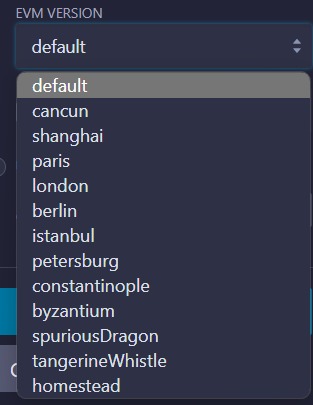 EVM VERSION
default
default
cancun
shanghai
paris
london
berlin
istanbul
petersburg
constantinople
byzantium
spuriousDragon
tangerineWhistle
homestead